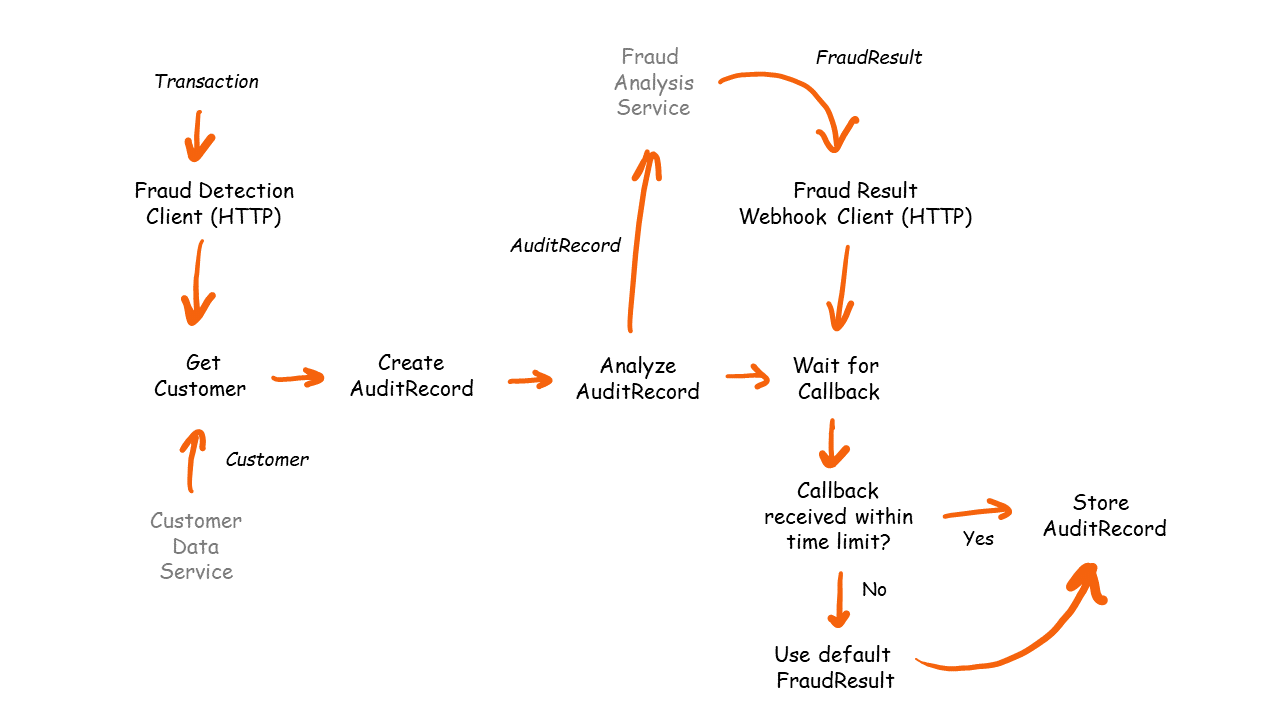 Transaction
Fraud Detection
Client (HTTP)
Get
Customer
Customer
Customer
Data
Service
Create
AuditRecord
Analyze
AuditRecord
AuditRecord
Fraud
Analysis
Service
FraudResult
Fraud Result
Webhook Client (HTTP)
Wait for
Callback
Callback
received within
time limit?
Yes
Store
AuditRecord
No
Use default
FraudResult